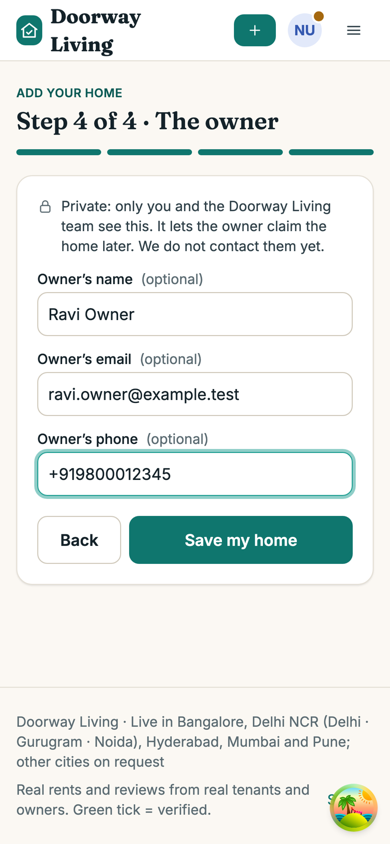 Doorway
Living
NU
ADD YOUR HOME
Step 4 of 4 · The owner
Private: only you and the Doorway Living
team see this. It lets the owner claim the
home later. We do not contact them yet.
Owner’s name (optional)
Ravi Owner
Owner’s email (optional)
ravi.owner@example.test
Owner’s phone (optional)
+919800012345
Back
Save my home
Doorway Living · Live in Bangalore, Delhi NCR (Delhi ·
Gurugram · Noida), Hyderabad, Mumbai and Pune;
other cities on request
Real rents and reviews from real tenants and
owners. Green tick = verified.